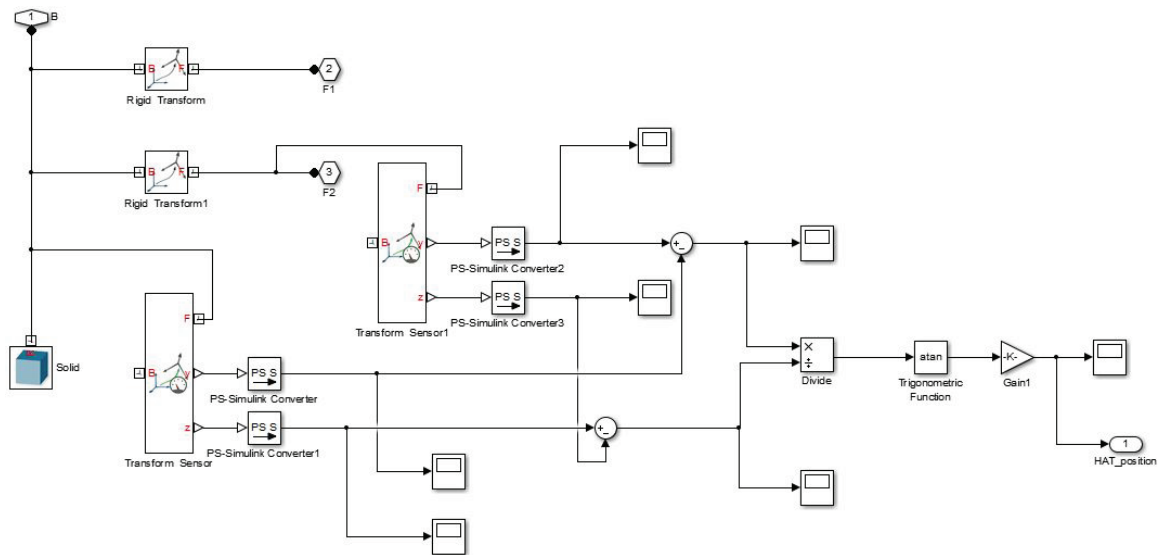 1
B
B
F
Rigid Transform
2
F1
B
F
Rigid Transform1
3
F2
F
B
y
z
Transform Sensor1
PS S
PS-Simulink Converter2
PS S
PS-Simulink Converter3
+
-
Solid
F
B
y
z
Transform Sensor
PS S
PS-Simulink Converter
PS S
PS-Simulink Converter1
+
-
×
÷
Divide
atan
Trigonometric
Function
-K-
Gain1
1
HAT_position